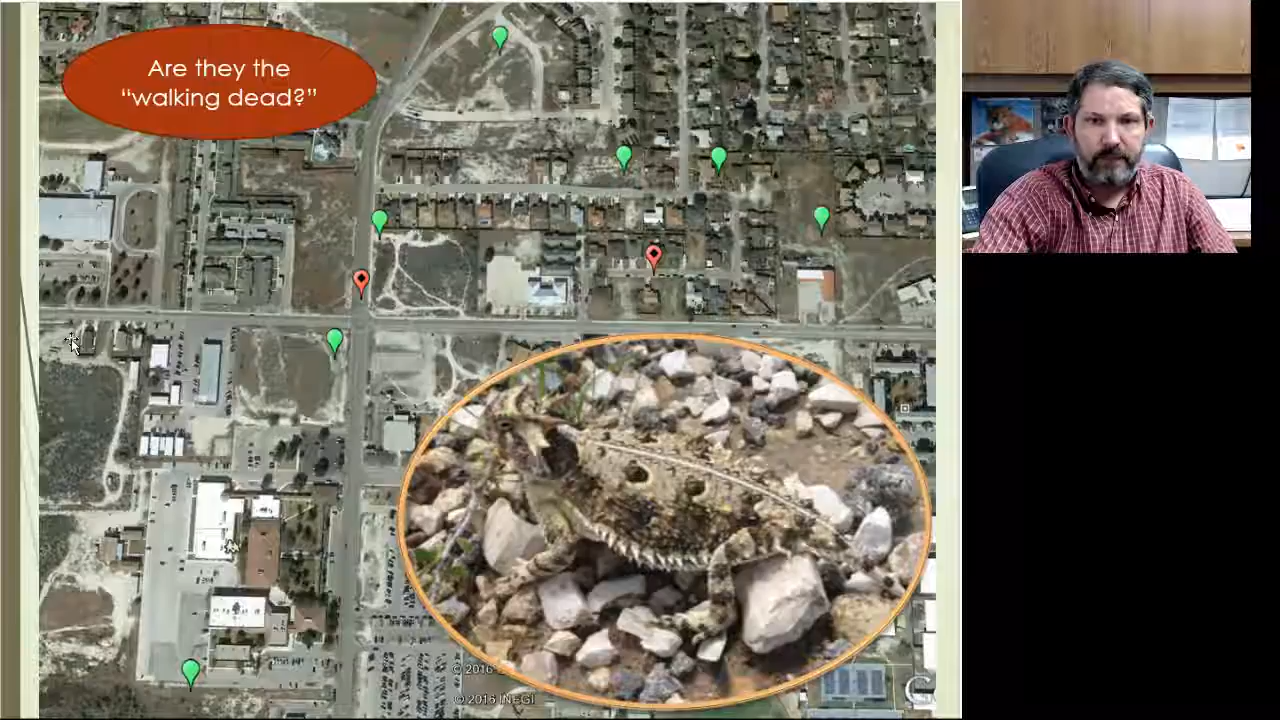 Are they the
“walking dead?”
© 2016
© 2016 INEGI